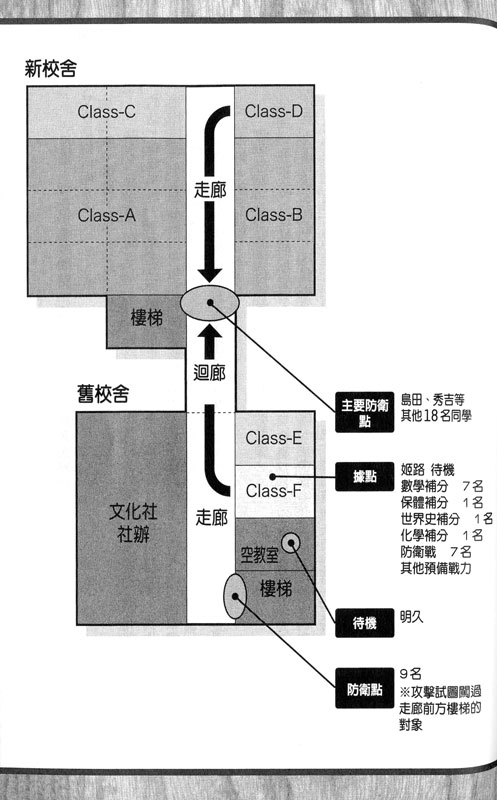 新校舍
Class-C
Class-D
走廊
Class-A
Class-B
樓梯
迴廊
舊校舍
主要防衛
點
島田、秀吉等
其他18名同學
Class-E
Class-F
據點
姬路 待機
數學補分 7名
保體補分 1名
世界史補分 1名
化學補分 1名
防衛戰 7名
其他預備戰力
文化社
社辦
走廊
空教室
樓梯
待機
明久
防衛點
9名
※攻擊試圖闖過
走廊前方樓梯的
對象